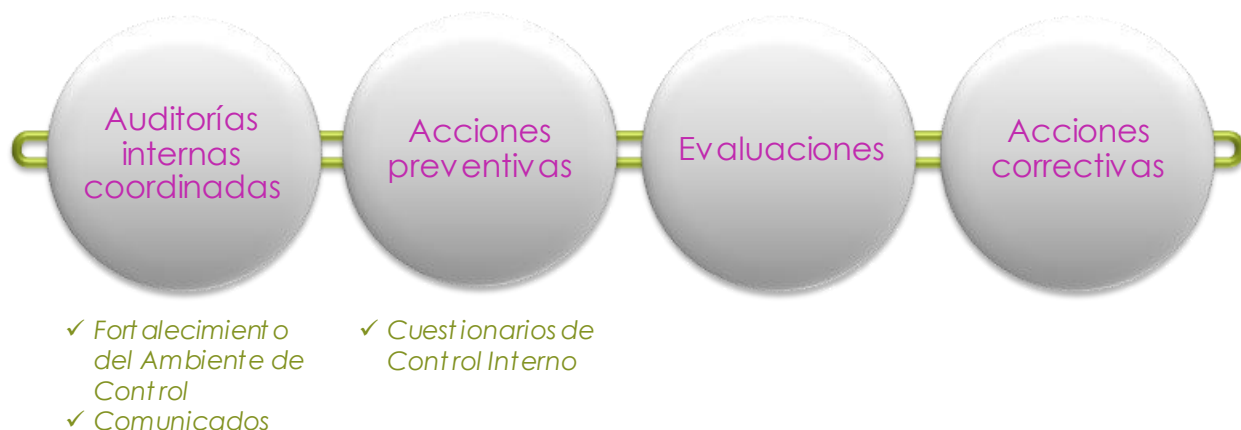 Auditorías
internas
coordinadas
Acciones
preventivas
Evaluaciones
Acciones
correctivas
✓ Fortalecimiento
del Ambiente de
Control
✓ Comunicados
✓ Cuestionarios de
Control Interno